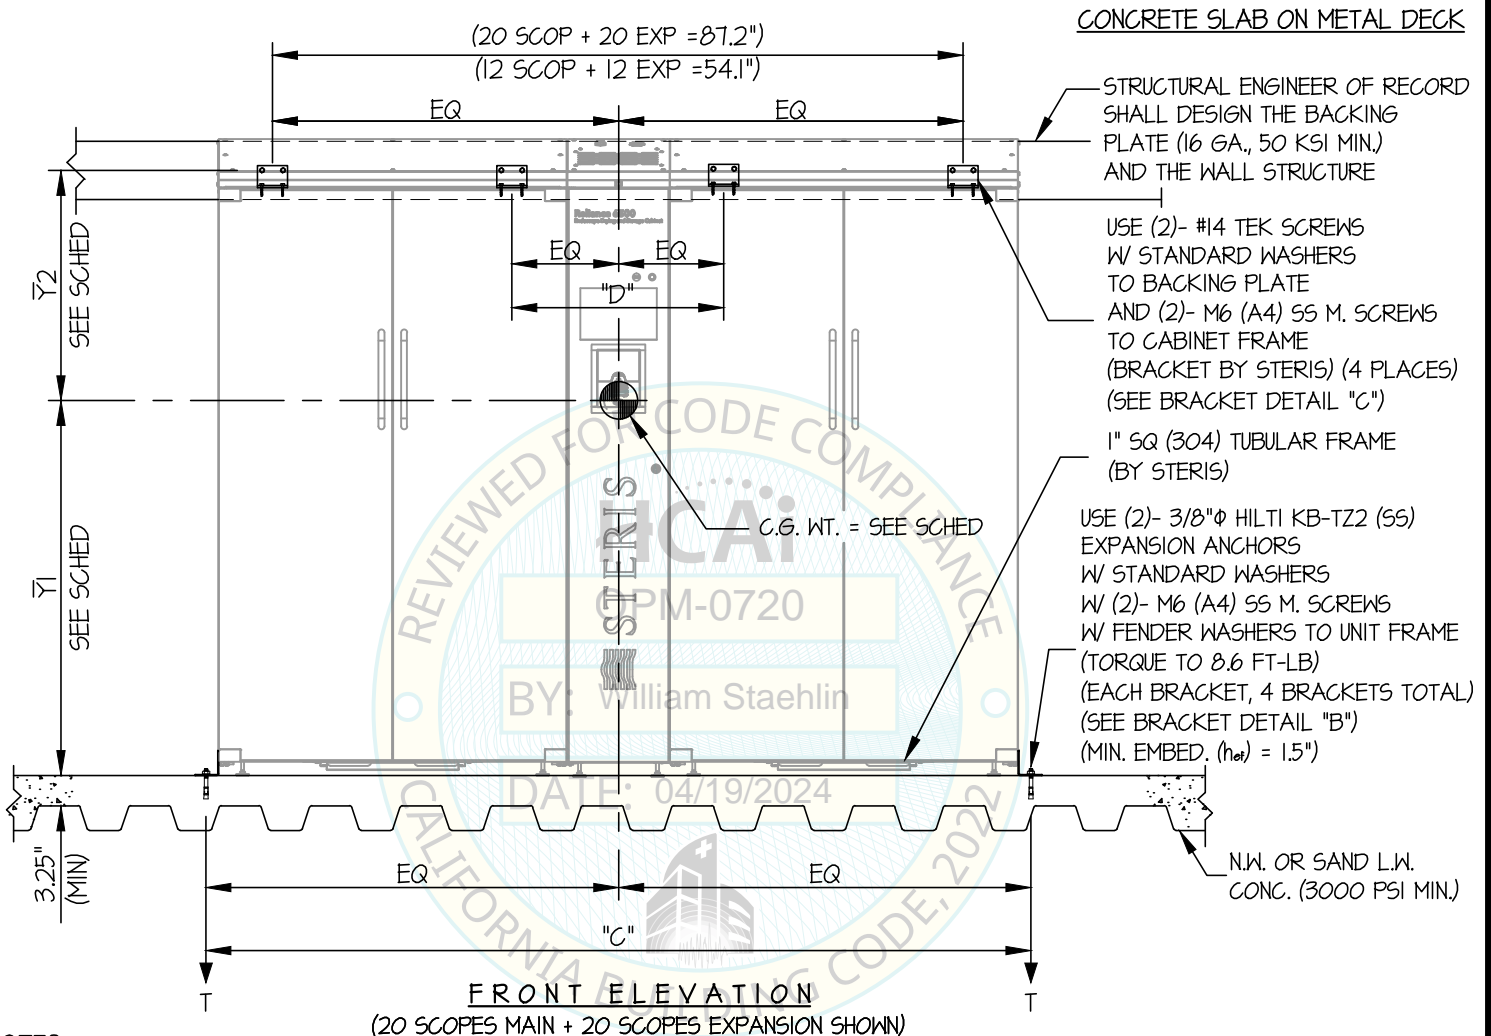 CONCRETE SLAB ON METAL DECK
(20 SCOP + 20 EXP =87.2")
(12 SCOP + 12 EXP =54.1")
EQ
EQ
STRUCTURAL ENGINEER OF RECORD
SHALL DESIGN THE BACKING
PLATE (16 GA., 50 KSI MIN.)
AND THE WALL STRUCTURE
Reliance 6500
USE (2)- #14 TEK SCREWS
W/ STANDARD WASHERS
TO BACKING PLATE
AND (2)- M6 (A4) SS M. SCREWS
TO CABINET FRAME
(BRACKET BY STERIS) (4 PLACES)
(SEE BRACKET DETAIL "C")
Y2
SEE SCHED
EQ
EQ
"D"
1" SQ (304) TUBULAR FRAME
(BY STERIS)
C.G. WT. = SEE SCHED
USE (2)- 3/8"Φ HILTI KB-TZ2 (SS)
EXPANSION ANCHORS
W/ STANDARD WASHERS
W/ (2)- M6 (A4) SS M. SCREWS
W/ FENDER WASHERS TO UNIT FRAME
(TORQUE TO 8.6 FT-LB)
(EACH BRACKET, 4 BRACKETS TOTAL)
(SEE BRACKET DETAIL "B")
(MIN. EMBED. (hef) = 1.5")
Y1
SEE SCHED
STERIS
REVIEWED FOR CODE COMPLIANCE
HCAi
OPM-0720
BY: William Staehlin
DATE: 04/19/2024
CALIFORNIA BUILDING CODE, 2022
3.25"
(MIN)
EQ
EQ
N.W. OR SAND L.W.
CONC. (3000 PSI MIN.)
"C"
T
T
FRONT ELEVATION
(20 SCOPES MAIN + 20 SCOPES EXPANSION SHOWN)